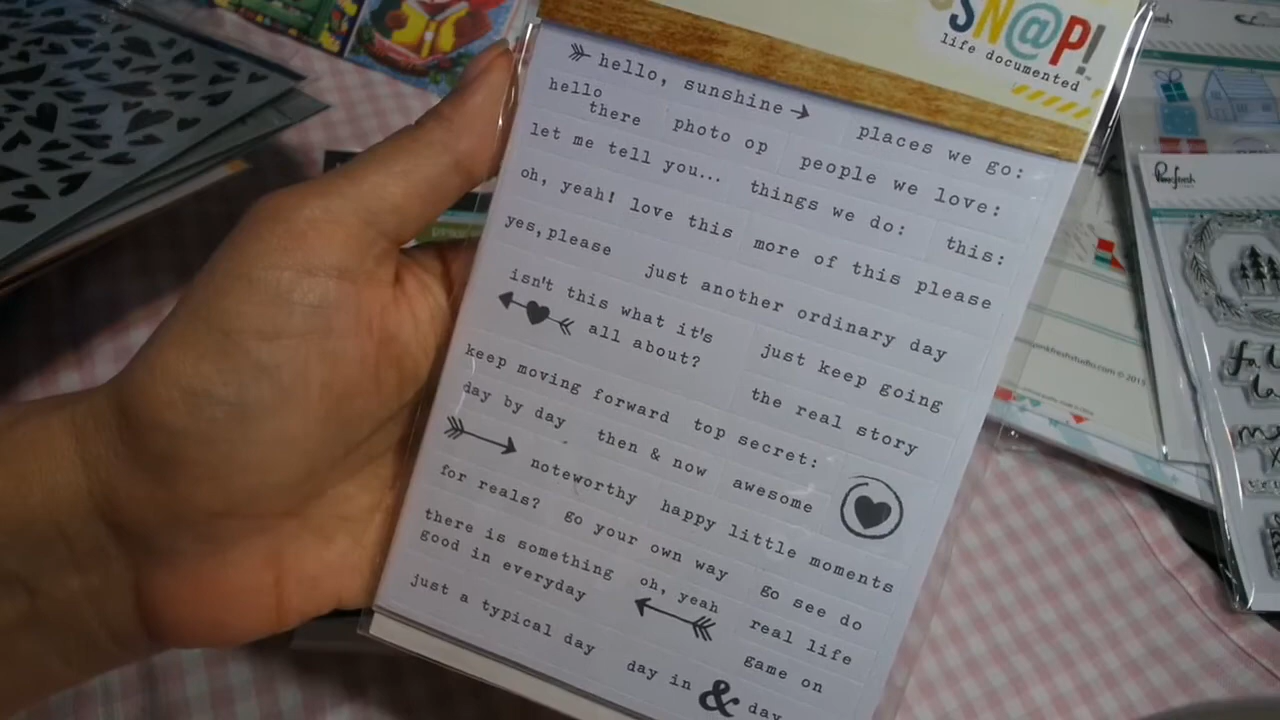 SN@P!
life documented
hello, sunshine
hello there
photo op
places we go:
let me tell you...
people we love:
things we do:
this:
oh, yeah!
love this
more of this please
yes, please
just another ordinary day
isn't this what it's
all about?
just keep going
keep moving forward
the real story
day by day
top secret:
then & now
awesome
noteworthy
happy little moments
for reals?
go your own way
go see do
there is something
good in everyday
oh, yeah
real life
just a typical day
game on
day in & day
© 2015